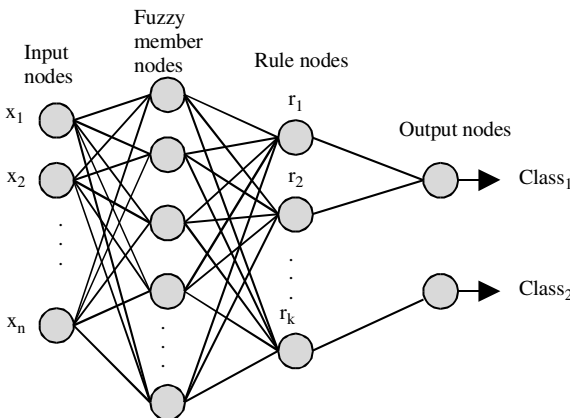 Fuzzy
member
nodes
Input
nodes
Rule nodes
Output nodes
x1
x2
xn
r1
r2
rk
Class1
Class2